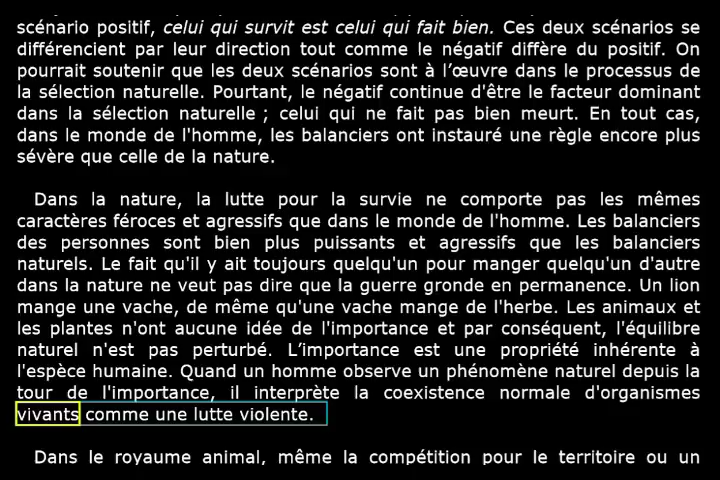 scénario positif, celui qui survit est celui qui fait bien. Ces deux scénarios se
différencient par leur direction tout comme le négatif diffère du positif. On
pourrait soutenir que les deux scénarios sont à l’œuvre dans le processus de
la sélection naturelle. Pourtant, le négatif continue d'être le facteur dominant
dans la sélection naturelle ; celui qui ne fait pas bien meurt. En tout cas,
dans le monde de l'homme, les balanciers ont instauré une règle encore plus
sévère que celle de la nature.
Dans la nature, la lutte pour la survie ne comporte pas les mêmes
caractères féroces et agressifs que dans le monde de l'homme. Les balanciers
des personnes sont bien plus puissants et agressifs que les balanciers
naturels. Le fait qu'il y ait toujours quelqu'un pour manger quelqu'un d'autre
dans la nature ne veut pas dire que la guerre gronde en permanence. Un lion
mange une vache, de même qu'une vache mange de l'herbe. Les animaux et
les plantes n'ont aucune idée de l'importance et par conséquent, l'équilibre
naturel n'est pas perturbé. L’importance est une propriété inhérente à
l'espèce humaine. Quand un homme observe un phénomène naturel depuis la
tour de l'importance, il interprète la coexistence normale d'organismes
vivants comme une lutte violente.
Dans le royaume animal, même la compétition pour le territoire ou un